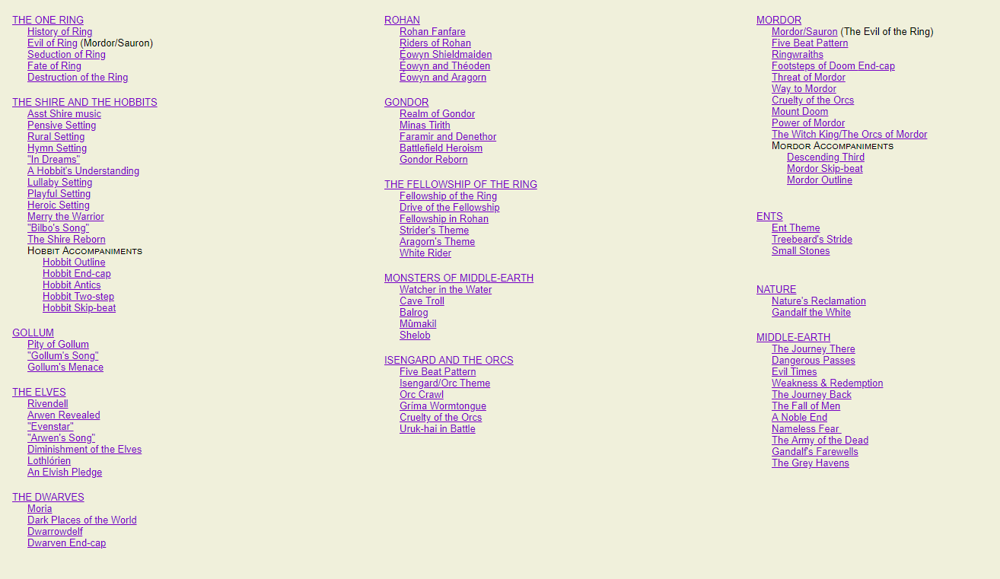 THE ONE RING
History of Ring
Evil of Ring (Mordor/Sauron)
Seduction of Ring
Fate of Ring
Destruction of the Ring
THE SHIRE AND THE HOBBITS
Asst Shire music
Pensive Setting
Rural Setting
Hymn Setting
"In Dreams"
A Hobbit's Understanding
Lullaby Setting
Playful Setting
Heroic Setting
Merry the Warrior
"Bilbo's Song"
The Shire Reborn
HOBBIT ACCOMPANIMENTS
Hobbit Outline
Hobbit End-cap
Hobbit Antics
Hobbit Two-step
Hobbit Skip-beat
GOLLUM
Pity of Gollum
"Gollum's Song"
Gollum's Menace
THE ELVES
Rivendell
Arwen Revealed
"Evenstar"
"Arwen's Song"
Diminishment of the Elves
Lothlórien
An Elvish Pledge
THE DWARVES
Moria
Dark Places of the World
Dwarrowdelf
Dwarven End-cap
ROHAN
Rohan Fanfare
Riders of Rohan
Éowyn Shieldmaiden
Éowyn and Théoden
Éowyn and Aragorn
GONDOR
Realm of Gondor
Minas Tirith
Faramir and Denethor
Battlefield Heroism
Gondor Reborn
THE FELLOWSHIP OF THE RING
Fellowship of the Ring
Drive of the Fellowship
Fellowship in Rohan
Strider's Theme
Aragorn's Theme
White Rider
MONSTERS OF MIDDLE-EARTH
Watcher in the Water
Cave Troll
Balrog
Mùmakil
Shelob
ISENGARD AND THE ORCS
Five Beat Pattern
Isengard/Orc Theme
Orc Crawl
Gríma Wormtongue
Cruelty of the Orcs
Uruk-hai in Battle
MORDOR
Mordor/Sauron (The Evil of the Ring)
Five Beat Pattern
Ringwraiths
Footsteps of Doom End-cap
Threat of Mordor
Way to Mordor
Cruelty of the Orcs
Mount Doom
Power of Mordor
The Witch King/The Orcs of Mordor
MORDOR ACCOMPANIMENTS
Descending Third
Mordor Skip-beat
Mordor Outline
ENTS
Ent Theme
Treebeard's Stride
Small Stones
NATURE
Nature's Reclamation
Gandalf the White
MIDDLE-EARTH
The Journey There
Dangerous Passes
Evil Times
Weakness & Redemption
The Journey Back
The Fall of Men
A Noble End
Nameless Fear
The Army of the Dead
Gandalf's Farewells
The Grey Havens